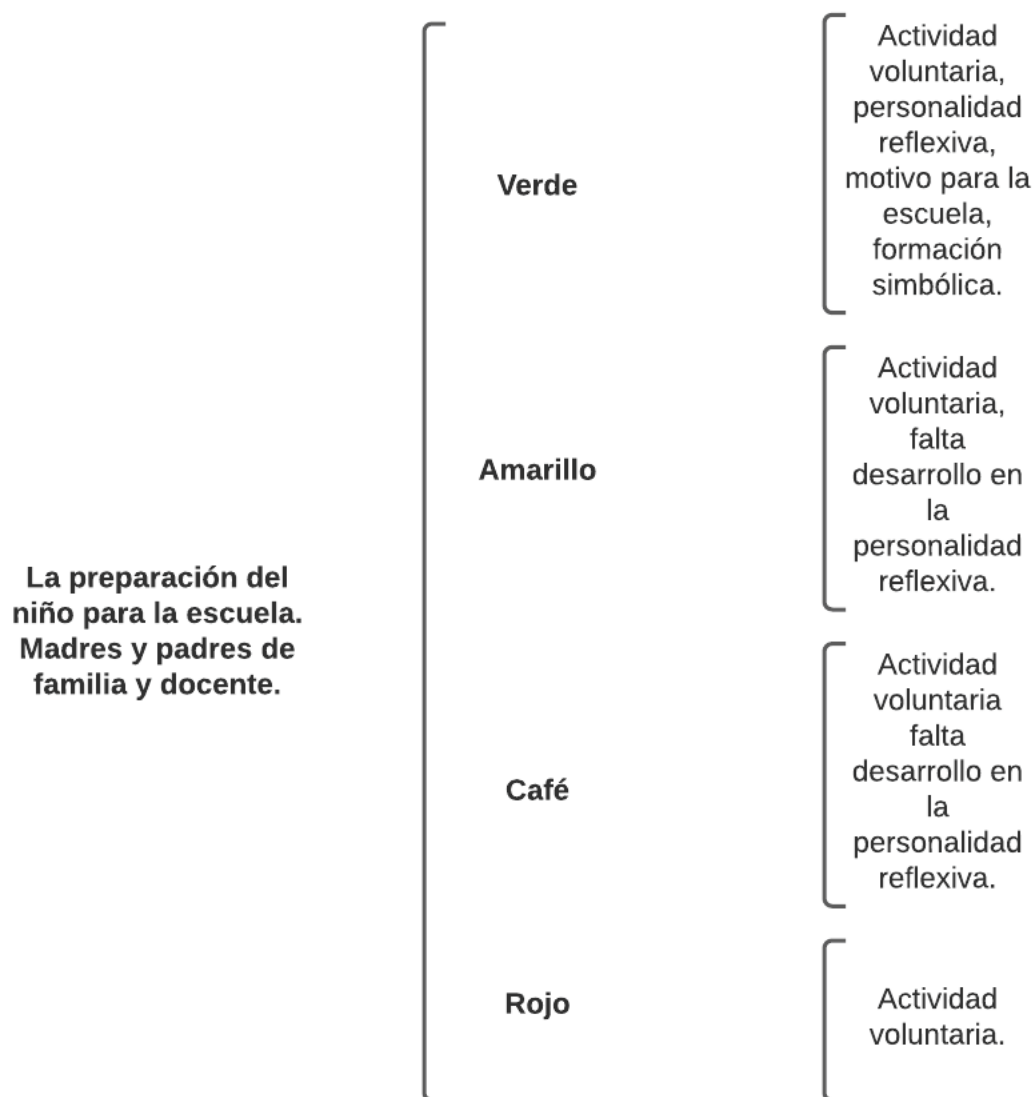 La preparación del
niño para la escuela.
Madres y padres de
familia y docente.
Verde
Actividad
voluntaria,
personalidad
reflexiva,
motivo para la
escuela,
formación
simbólica.
Amarillo
Actividad
voluntaria,
falta
desarrollo en
la
personalidad
reflexiva.
Café
Actividad
voluntaria
falta
desarrollo en
la
personalidad
reflexiva.
Rojo
Actividad
voluntaria.